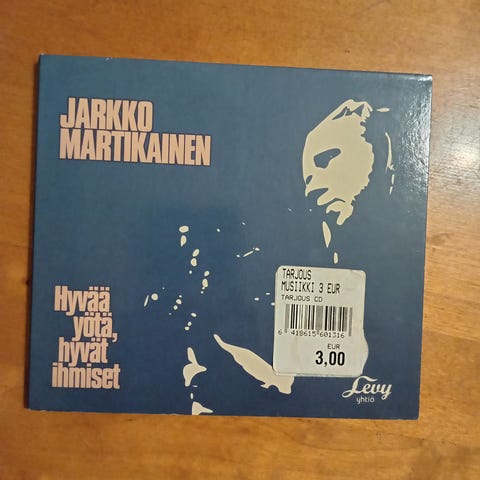 JARKKO
MARTIKAINEN
TARJOUS
MUSIIKKI 3 EUR
TARJOUS CD
6 418615 601316
EUR
3,00
Hyvää
yötä,
hyvät
ihmiset
Levy
yhtiö